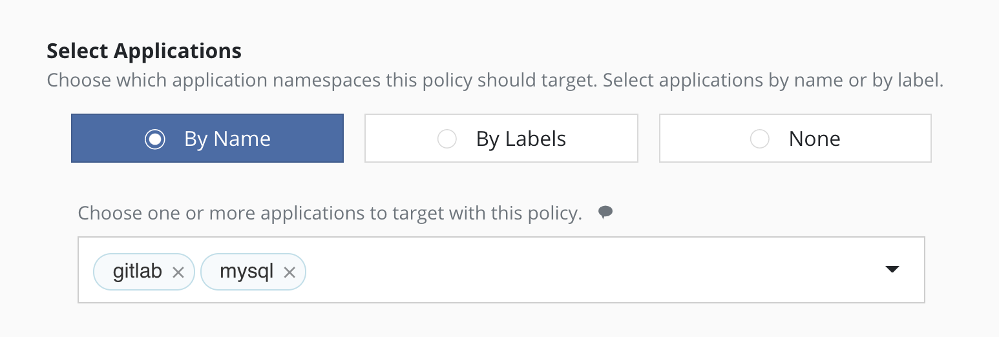 Select Applications
Choose which application namespaces this policy should target. Select applications by name or by label.
By Name By Labels None
Choose one or more applications to target with this policy.
gitlab × mysql ×